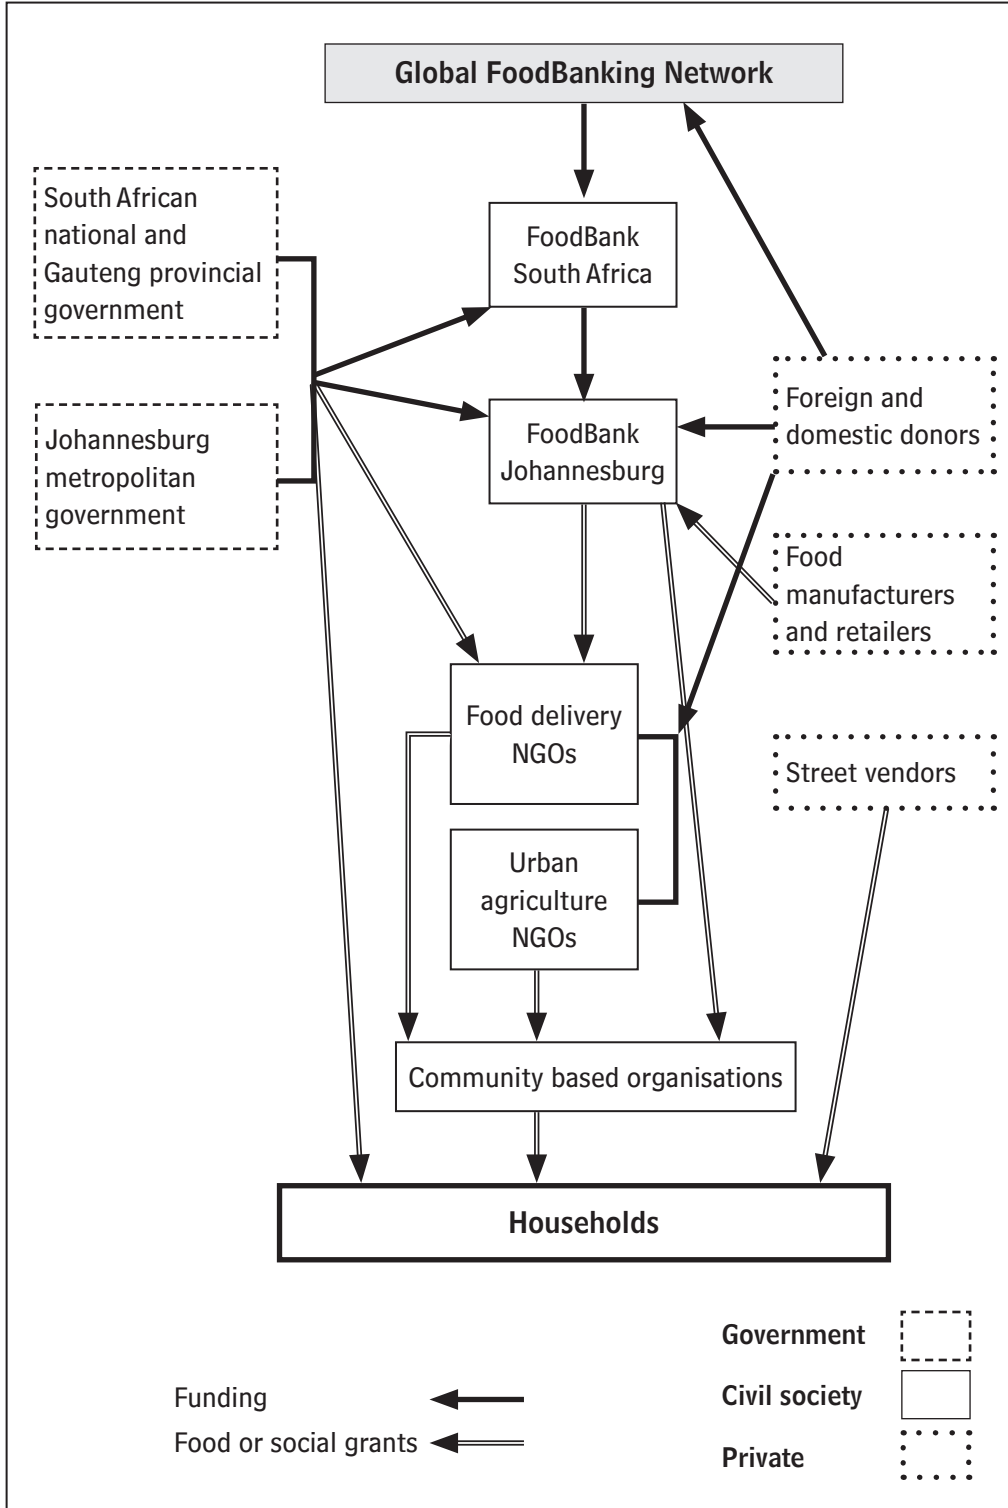 Global FoodBanking Network
South African
national and
Gauteng provincial
government
FoodBank
South Africa
Foreign and
domestic donors
Johannesburg
metropolitan
government
FoodBank
Johannesburg
Food
manufacturers
and retailers
Food delivery
NGOs
Street vendors
Urban
agriculture
NGOs
Community based organisations
Households
Government
Civil society
Private
Funding
Food or social grants